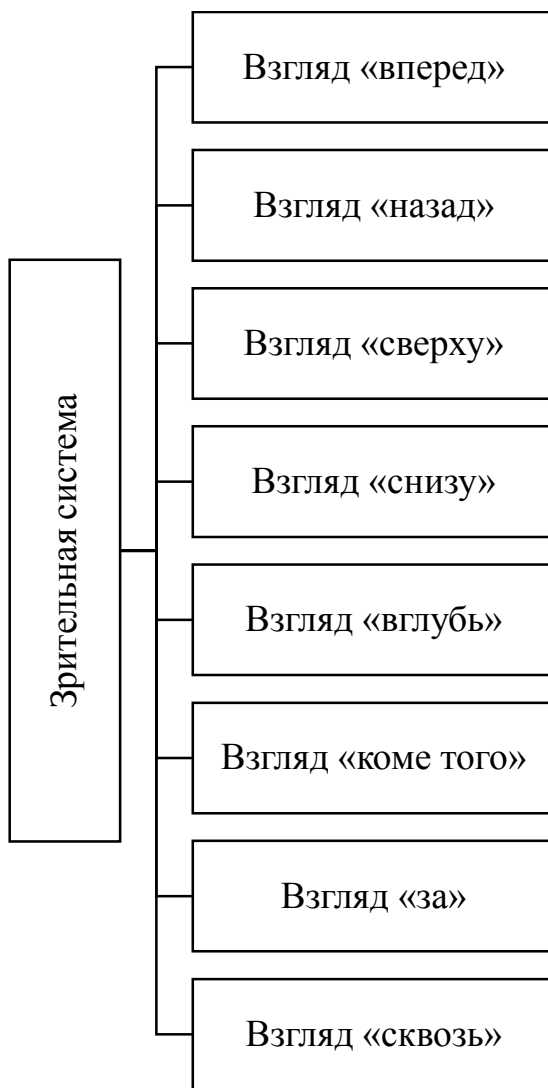 Зрительная система
Взгляд «вперед»
Взгляд «назад»
Взгляд «сверху»
Взгляд «снизу»
Взгляд «вглубь»
Взгляд «коме того»
Взгляд «за»
Взгляд «сквозь»